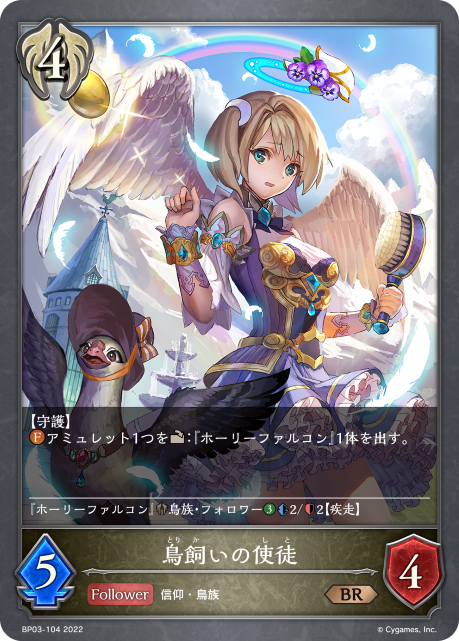 4
【守護】
Fアミュレット1つを:『ホーリーファルコン』1体を出す。
『ホーリーファルコン』鳥族・フォロワー3 2/2【疾走】
とりか しと
鳥飼いの使徒
5
Follower 信仰・鳥族
BR
4
BP03-104 2022
© Cygames, Inc.